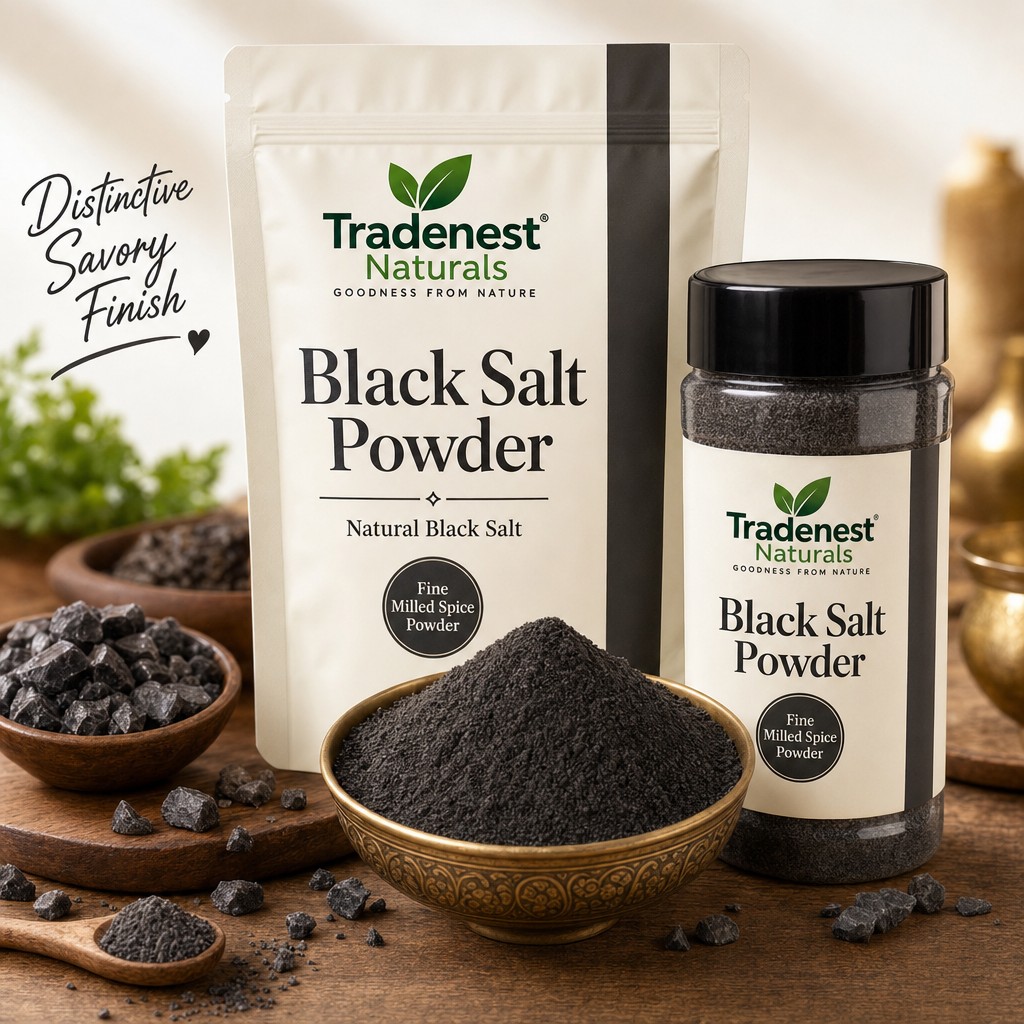 Distinctive
Savory
Finish
Tradenest®
Naturals
GOODNESS FROM NATURE
Black Salt
Powder
Natural Black Salt
Fine
Milled Spice
Powder
Tradenest®
Naturals
GOODNESS FROM NATURE
Black Salt
Powder
Fine
Milled Spice
Powder